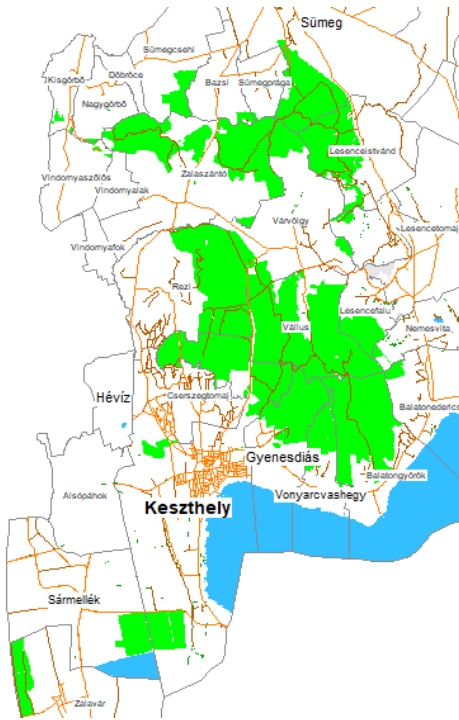 Sümeg
Sümegcsehi
Döbröce
Kisgörbő
Bazsi
Sümegprága
Nagygörbő
Lesenceistvánd
Vindornyaszőlős
Zalaszántó
Vindornyalak
Várvölgy
Lesencetomaj
Vindornyafok
Rezi
Lesencefalu
Vállus
Nemesvita
Hévíz
Cserszegtomaj
Balatonederics
Gyenesdiás
Balatongyörök
Alsópáhok
Vonyarcvashegy
Keszthely
Sármellék
Zalavár